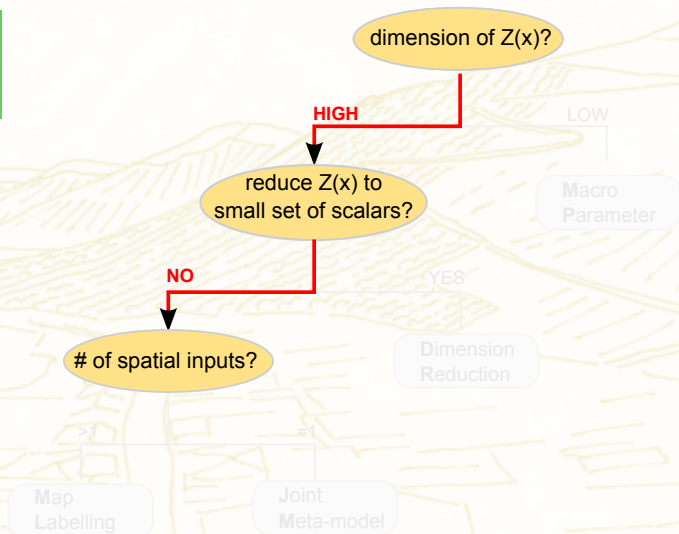 dimension of Z(x)?
HIGH
LOW
reduce Z(x) to
small set of scalars?
Macro
Parameter
NO
YES
# of spatial inputs?
Dimension
Reduction
>1
=1
Map
Labelling
Joint
Meta-model